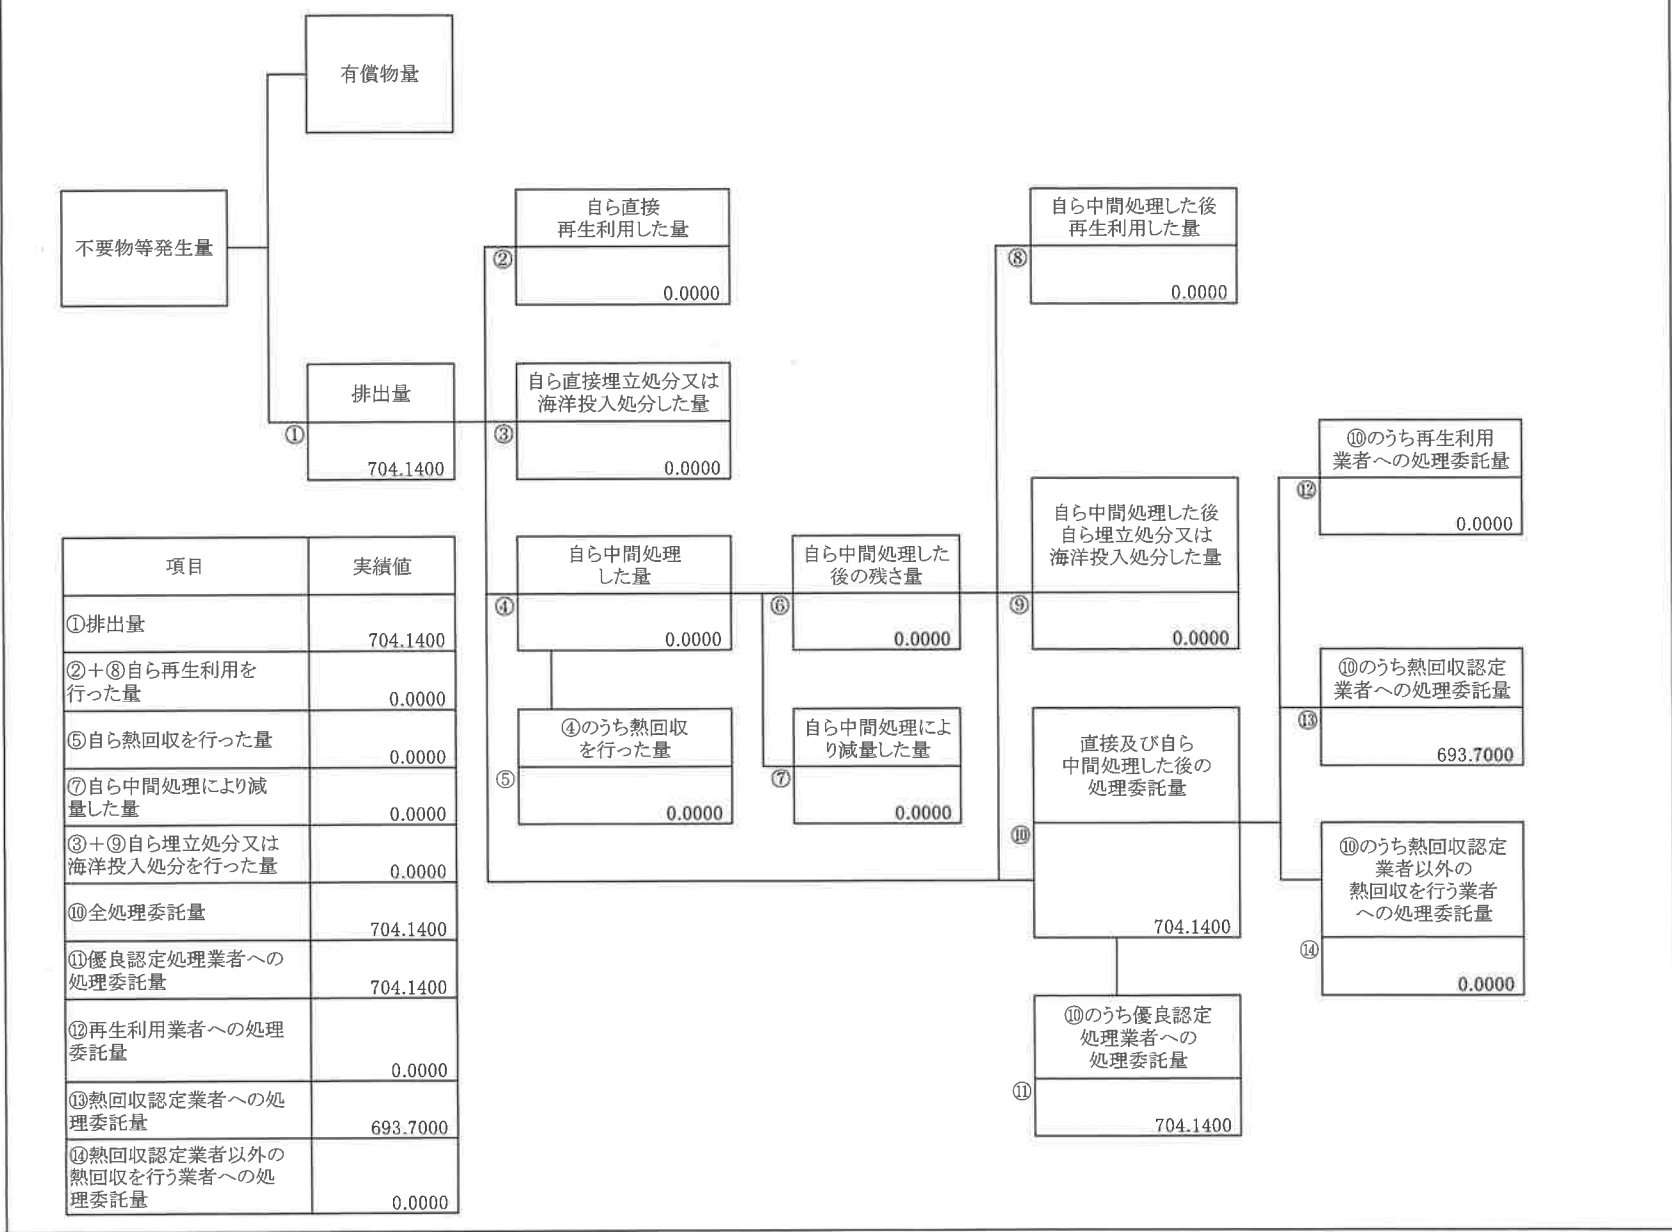 有償物量
不要物等発生量
排出量
①
704.1400
自ら直接
再生利用した量
②
0.0000
自ら直接埋立処分又は
海洋投入処分した量
③
0.0000
自ら中間処理
した量
④
0.0000
④のうち熱回収
を行った量
⑤
0.0000
自ら中間処理した
後の残さ量
⑥
0.0000
自ら中間処理によ
り減量した量
⑦
0.0000
自ら中間処理した後
再生利用した量
⑧
0.0000
自ら中間処理した後
自ら埋立処分又は
海洋投入処分した量
⑨
0.0000
直接及び自ら
中間処理した後の
処理委託量
⑩
704.1400
⑩のうち優良認定
処理業者への
処理委託量
⑪
704.1400
⑩のうち再生利用
業者への処理委託量
⑫
0.0000
⑩のうち熱回収認定
業者への処理委託量
⑬
693.7000
⑩のうち熱回収認定
業者以外の
熱回収を行う業者
への処理委託量
⑭
0.0000
項目 実績値
①排出量
704.1400
②+⑧自ら再生利用を
行った量
0.0000
⑤自ら熱回収を行った量
0.0000
⑦自ら中間処理により減
量した量
0.0000
③+⑨自ら埋立処分又は
海洋投入処分を行った量
0.0000
⑩全処理委託量
704.1400
⑪優良認定処理業者への
処理委託量
704.1400
⑫再生利用業者への処理
委託量
0.0000
⑬熱回収認定業者への処
理委託量
693.7000
⑭熱回収認定業者以外の
熱回収を行う業者への処
理委託量
0.0000